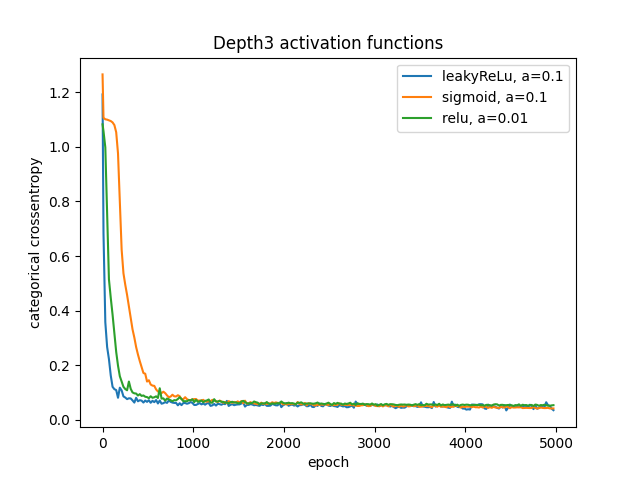 Depth3 activation functions
leakyReLu, a=0.1
sigmoid, a=0.1
relu, a=0.01
categorical crossentropy
1.2
1.0
0.8
0.6
0.4
0.2
0.0
0 1000 2000 3000 4000 5000
epoch